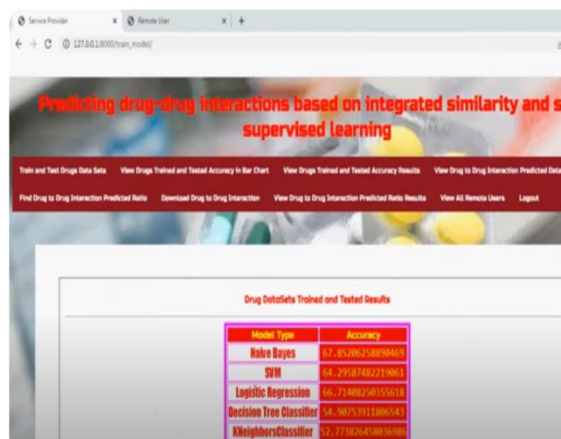 Service Provider
Remote User
127.0.0.1:8000/train_model/
Predicting drug-drug interactions based on integrated similarity and s
supervised learning
Train and Test Drugs Data Sets View Drugs Trained and Tested Accuracy in Bar Chart View Drugs Trained and Tested Accuracy Results View Drug to Drug Interaction Predicted Data
Find Drug to Drug Interaction Predicted Ratio Download Drug to Drug Interaction View Drug to Drug Interaction Predicted Ratio Results View All Remote Users Logout
Drug DataSets Trained and Tested Results
Model Type Accuracy
Naive Bayes 67.85206258890469
SVM 64.29587482219061
Logistic Regression 66.71408250355618
Decision Tree Classifier 54.90753911806543
KNeighborsClassifier 52.773826458036986